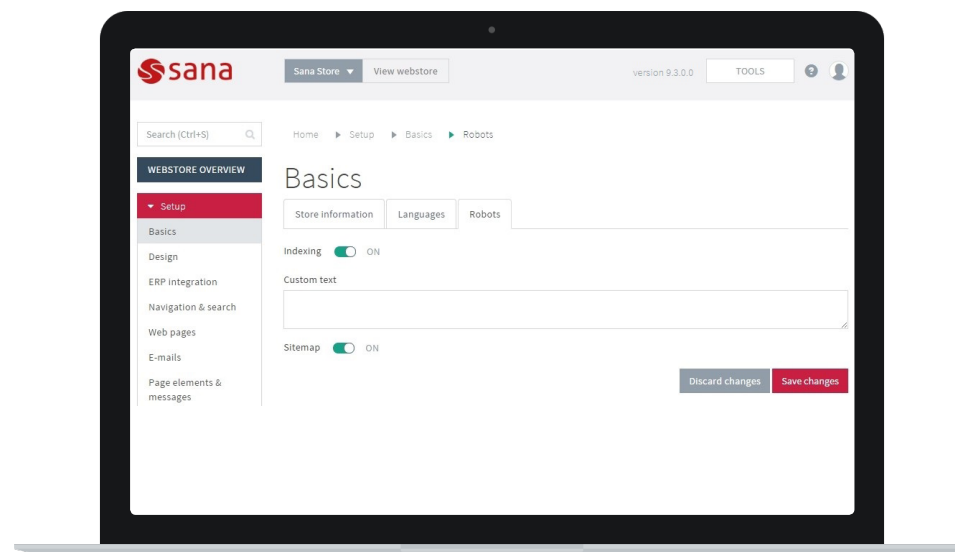 sana
Sana Store View webstore
version 9.3.0.0
TOOLS
?
Search (Ctrl+S)
Home Setup Basics Robots
WEBSTORE OVERVIEW
Setup
Basics
Design
ERP integration
Navigation & search
Web pages
E-mails
Page elements &
messages
Basics
Store information Languages Robots
Indexing ON
Custom text
Sitemap ON
Discard changes Save changes